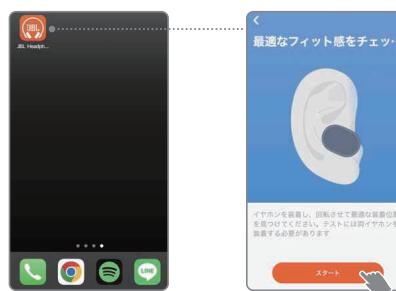 JBL
JBL Headph...
LINE
最適なフィット感をチェッ…
イヤホンを装着し、回転させて最適な装着位置
を見つけてください。テストには両イヤホンを
装着する必要があります
スタート